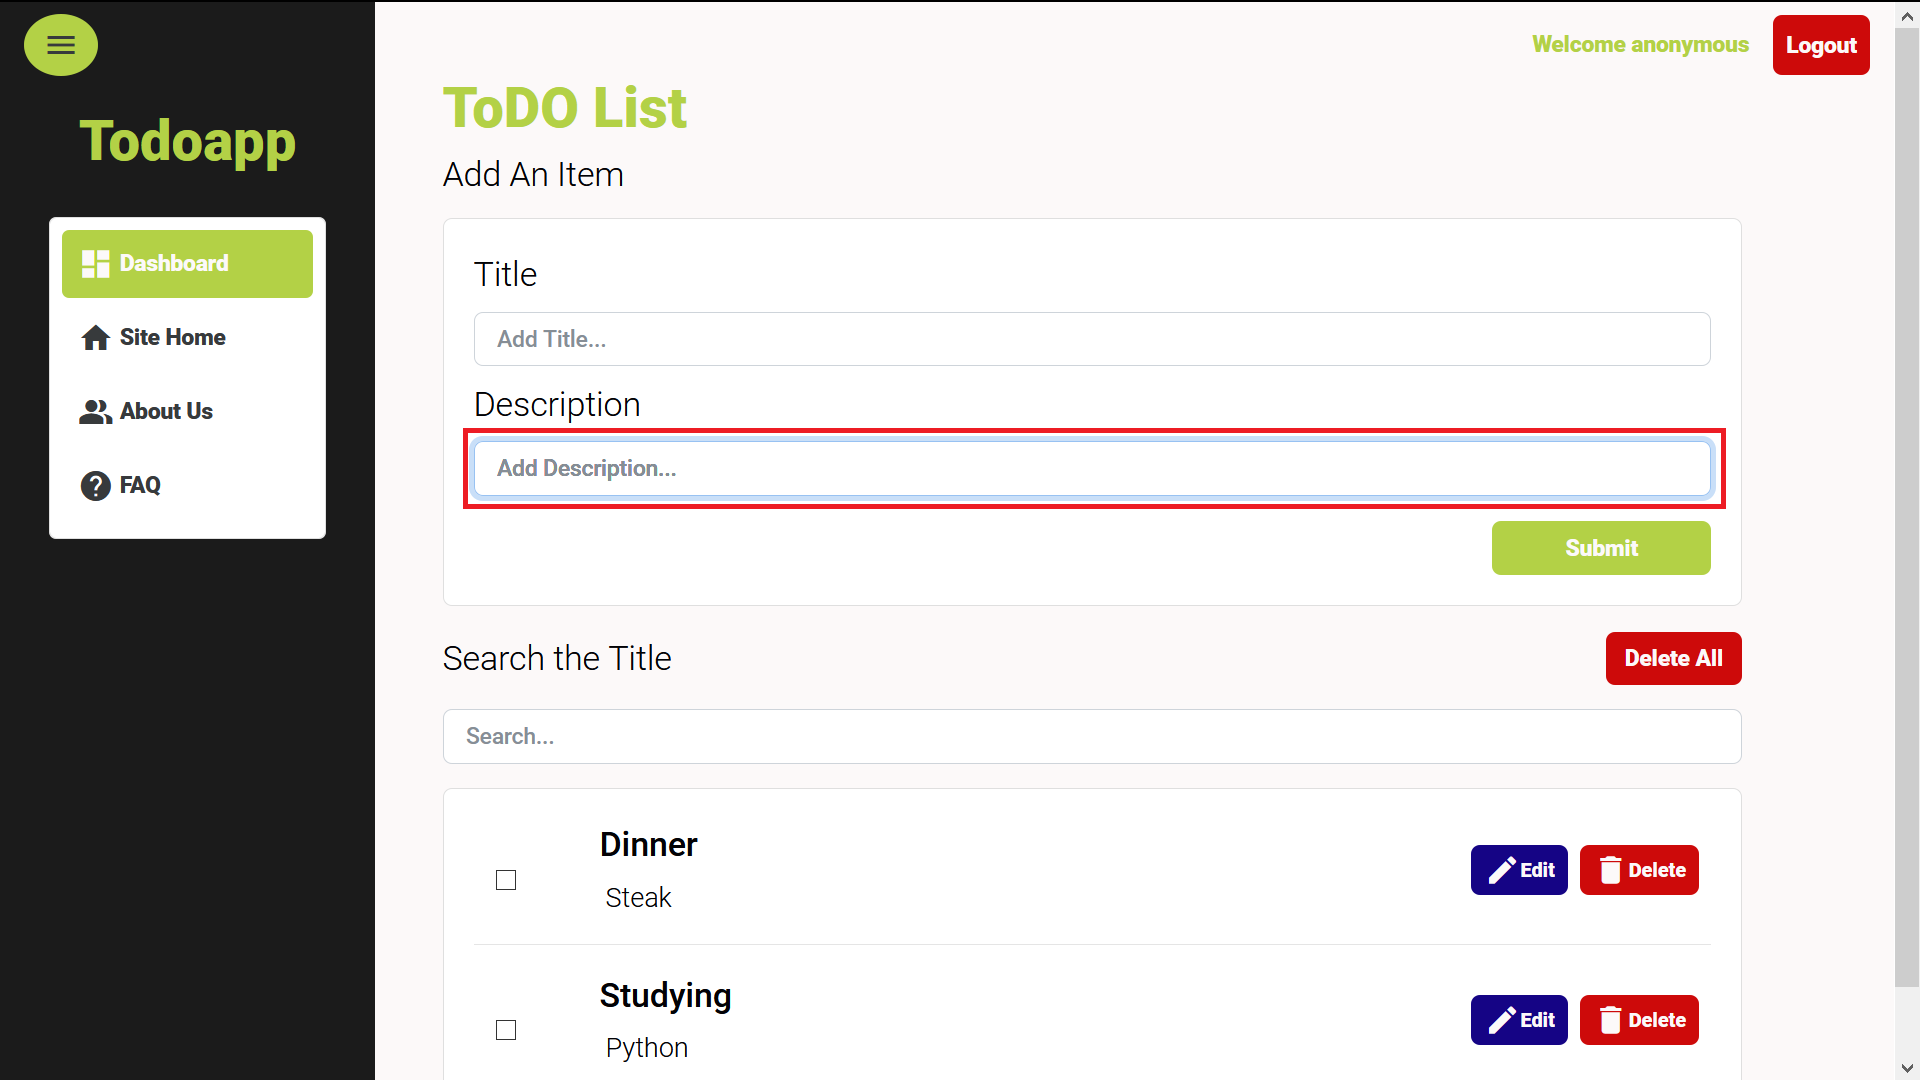 Welcome anonymous
Logout
Todoapp
Dashboard
Site Home
About Us
FAQ
ToDO List
Add An Item
Title
Add Title...
Description
Add Description...
Submit
Search the Title
Delete All
Search...
Dinner
Steak
Edit
Delete
Studying
Python
Edit
Delete